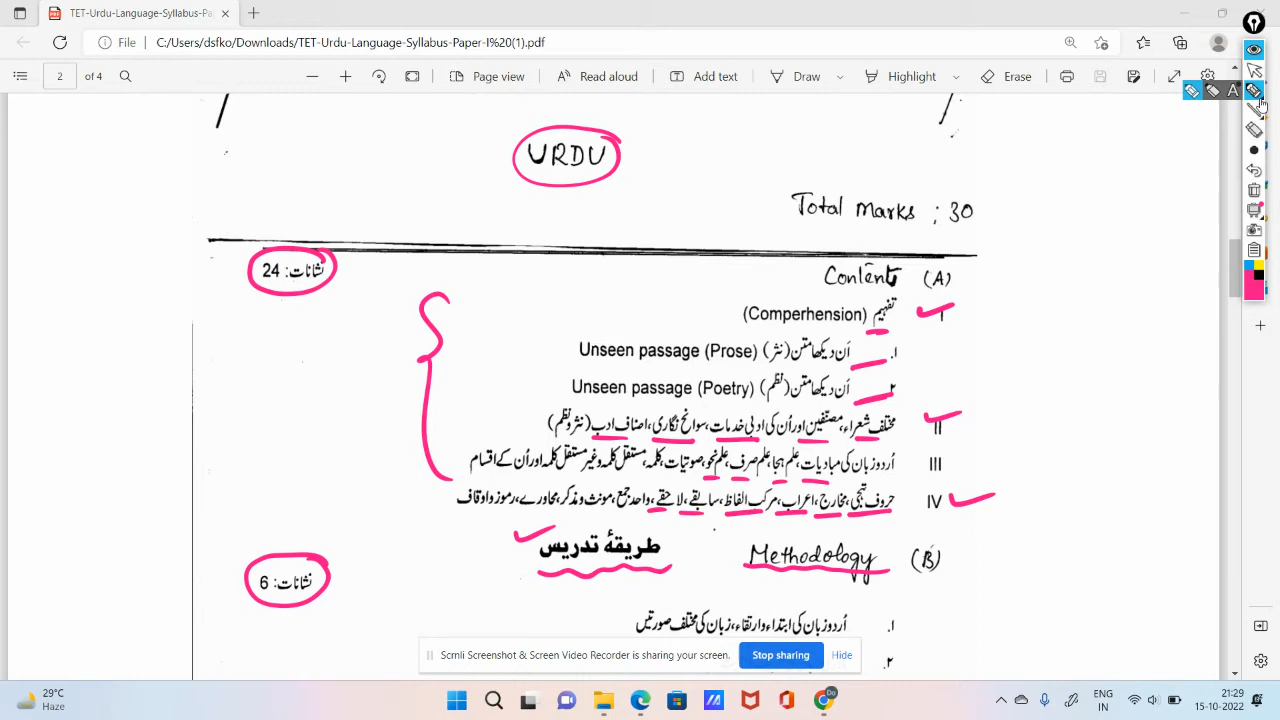 TET-Urdu-Language-Syllabus-Pape
File
C:/Users/dsfko/Downloads/TET-Urdu-Language-Syllabus-Paper-I%20(1).pdf
2 of 4
Page view
Read aloud
Add text
Draw
Highlight
Erase
URDU
Total Marks ; 30
نشانات: 24
(A) Content
I تفہیم (Comperhension)
۱. اُن دیکھا متن (نثر) Unseen passage (Prose)
۲. اُن دیکھا متن (نظم) Unseen passage (Poetry)
II مختلف شعراء، مصنّفین اور اُن کی ادبی خدمات، سوانح نگاری، اصناف ادب (نثر و نظم)
III اُردو زبان کی مبادیات، علم ہجا، علم صرف، علم نحو، صوتیات، کلمہ، مستقل کلمہ و غیر مستقل کلمہ اور اُن کے اقسام
IV حروف تہجی، مخارج، اعراب، مرکب الفاظ، سابقے، لاحقے، واحد جمع، مونث و مذکر، محاورے، رموز و اوقاف
(B) Methodology طریقۂ تدریس
نشانات: 6
۱. اُردو زبان کی ابتداء و ارتقاء، زبان کی مختلف صورتیں
۲.
Scrnli Screenshot & Screen Video Recorder is sharing your screen.
Stop sharing
Hide
29°C
Haze
ENG
IN
21:29
15-10-2022